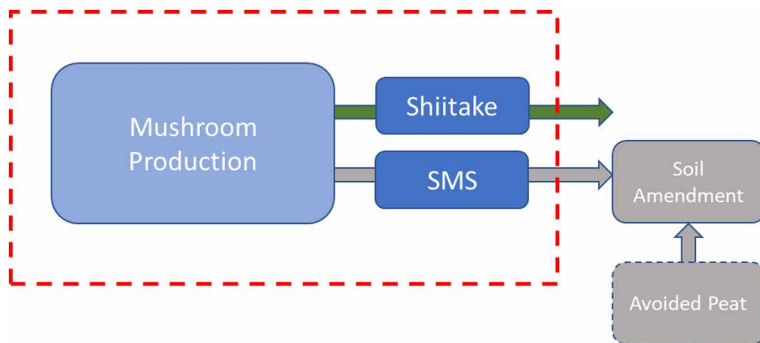 Mushroom
Production
Shiitake
SMS
Soil
Amendment
Avoided Peat